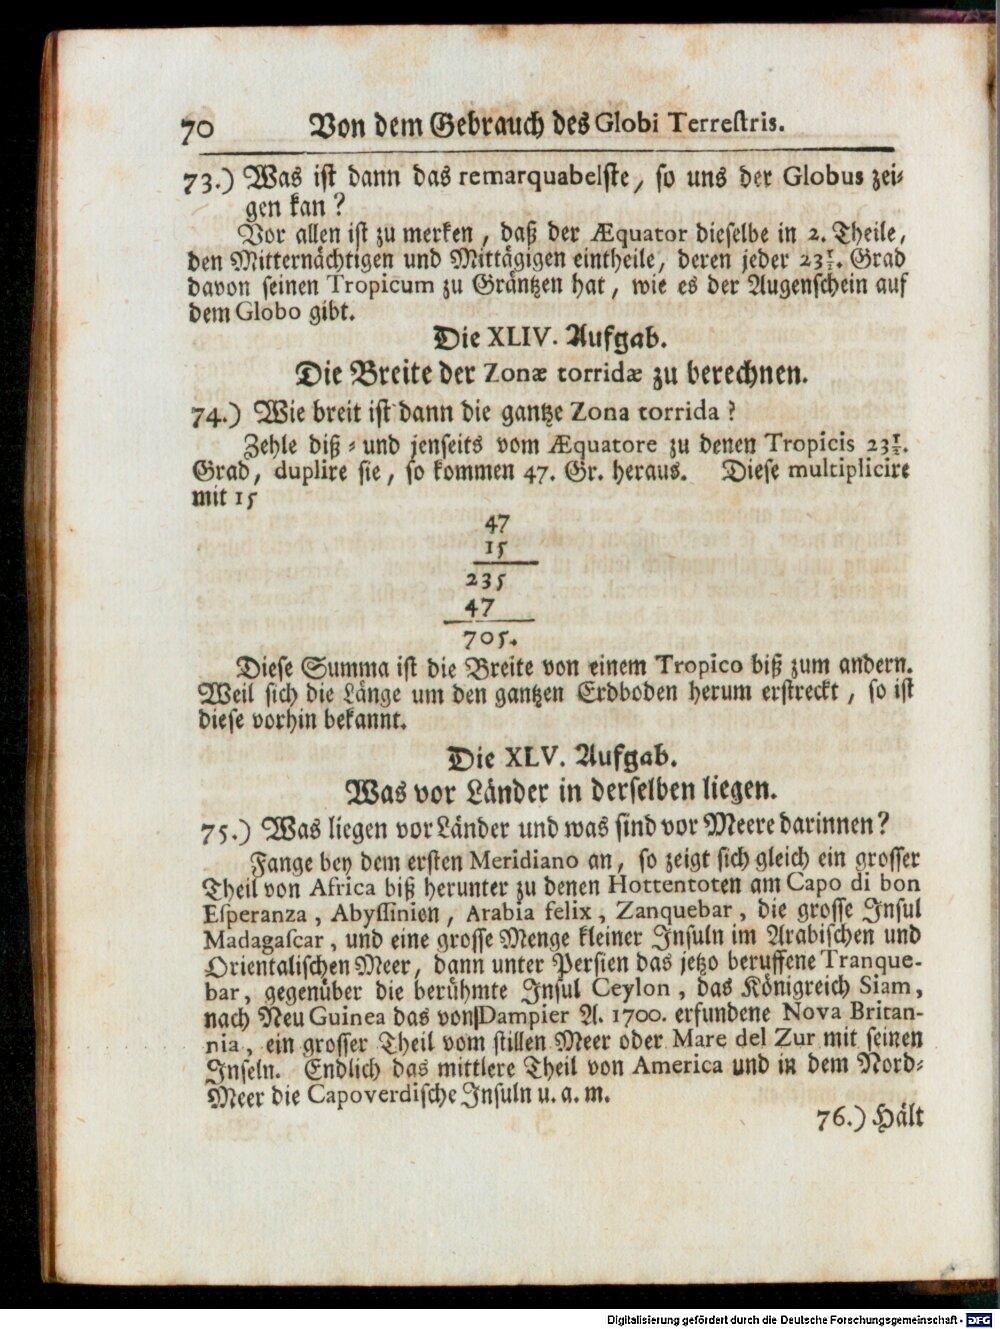 70 Von dem Gebrauch des Globi Terrestris.
73.) Was ist dann das remarquabelste, so uns der Globus zei-
gen kan?
Vor allen ist zu merken, daß der Æquator dieselbe in 2. Theile,
den Mitternächtigen und Mittägigen eintheile, deren jeder 23½. Grad
davon seinen Tropicum zu Gräntzen hat, wie es der Augenschein auf
dem Globo gibt.
Die XLIV. Aufgab.
Die Breite der Zonæ torridæ zu berechnen.
74.) Wie breit ist dann die gantze Zona torrida?
Zehle diß- und jenseits vom Æquatore zu denen Tropicis 23½.
Grad, duplire sie, so kommen 47. Gr. heraus. Diese multiplicire
mit 15
47
15
235
47
705.
Diese Summa ist die Breite von einem Tropico biß zum andern.
Weil sich die Länge um den gantzen Erdboden herum erstreckt, so ist
diese vorhin bekannt.
Die XLV. Aufgab.
Was vor Länder in derselben liegen.
75.) Was liegen vor Länder und was sind vor Meere darinnen?
Fange bey dem ersten Meridiano an, so zeigt sich gleich ein grosser
Theil von Africa biß herunter zu denen Hottentoten am Capo di bon
Esperanza, Abyssinien, Arabia felix, Zanquebar, die grosse Insul
Madagascar, und eine grosse Menge kleiner Insuln im Arabischen und
Orientalischen Meer, dann unter Persien das jetzo beruffene Tranque-
bar, gegenüber die berühmte Insul Ceylon, das Königreich Siam,
nach Neu Guinea das von Dampier A. 1700. erfundene Nova Britan-
nia, ein grosser Theil vom stillen Meer oder Mare del Zur mit seinen
Inseln. Endlich das mittlere Theil von America und in dem Nord-
Meer die Capoverdische Insuln u. a. m.
76.) Hält
Digitalisierung gefördert durch die Deutsche Forschungsgemeinschaft - DFG